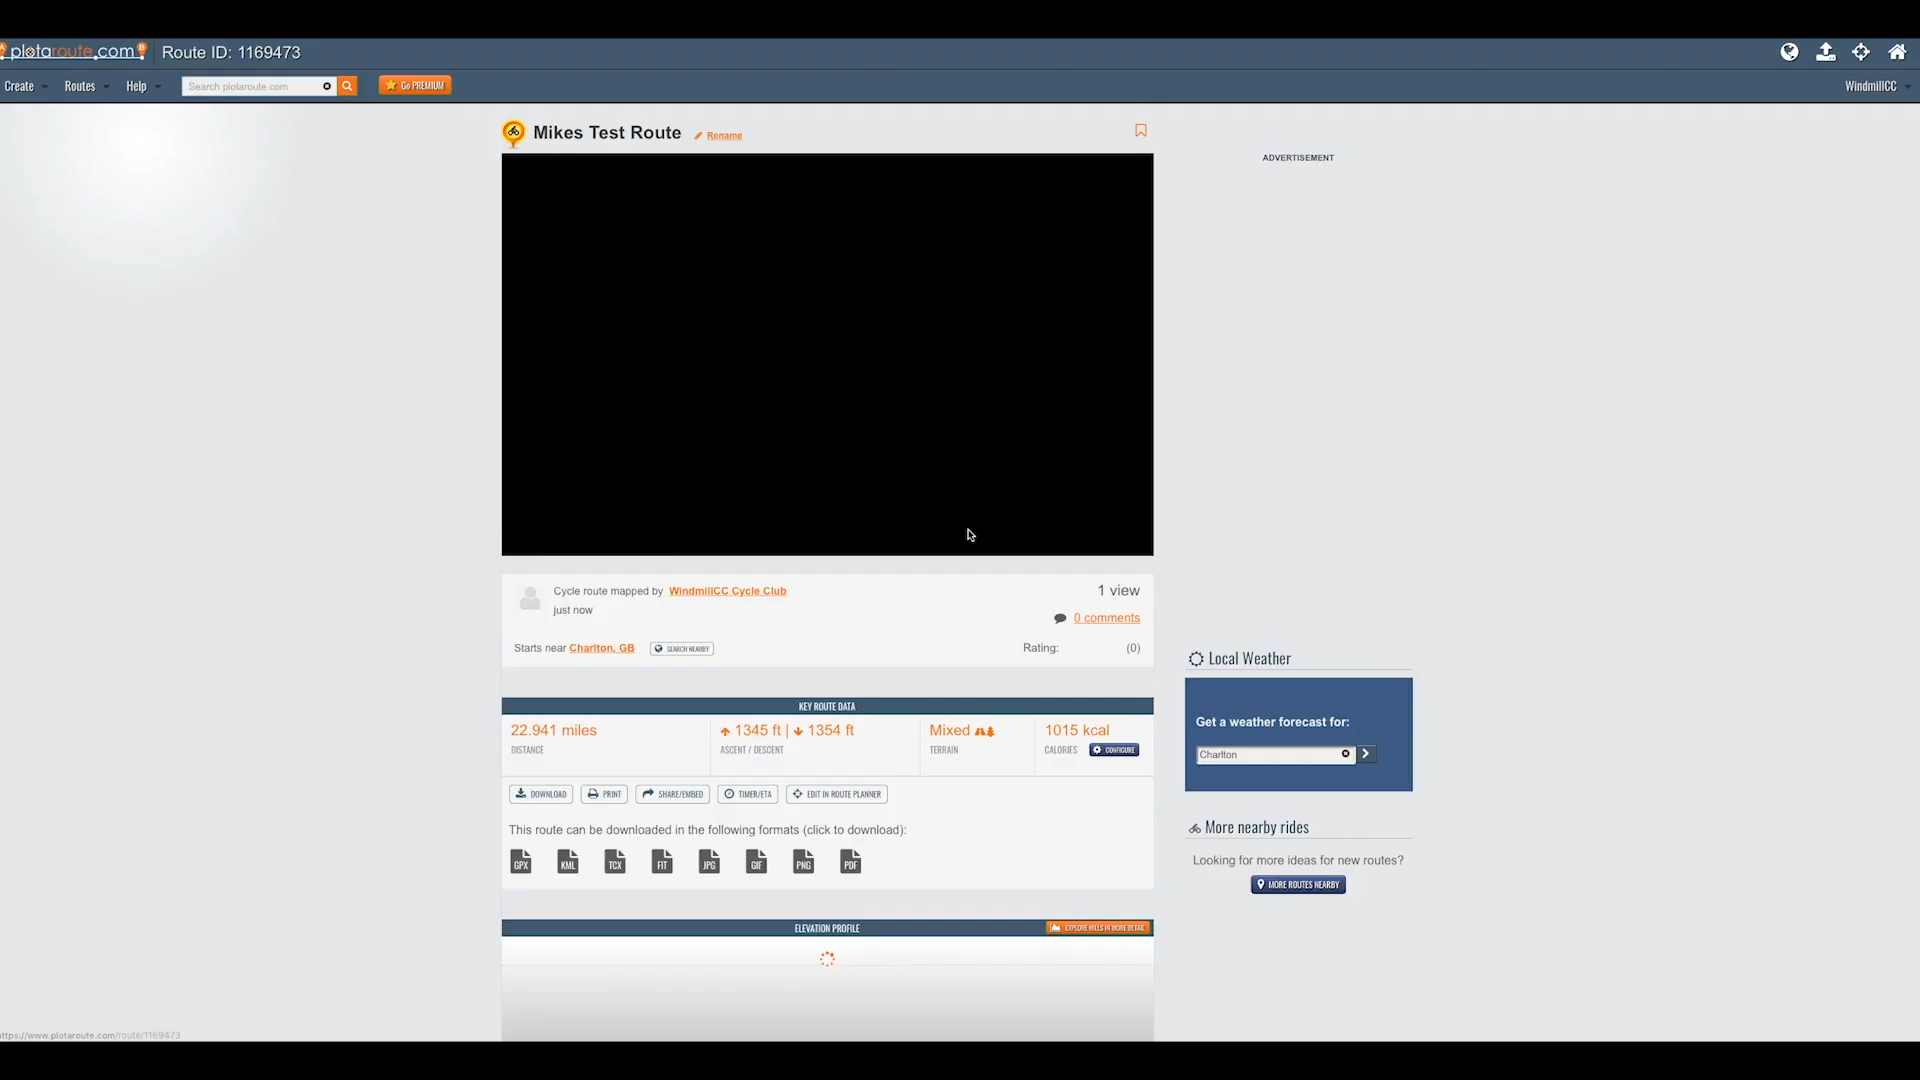 plotaroute.com Route ID: 1169473
Create Routes Help Search plotaroute.com Go PREMIUM WindmillCC
Mikes Test Route Rename
ADVERTISEMENT
Cycle route mapped by WindmillCC Cycle Club 1 view
just now
0 comments
Starts near Charlton, GB SEARCH NEARBY Rating: (0)
Local Weather
KEY ROUTE DATA
Get a weather forecast for:
22.941 miles 1345 ft | 1354 ft Mixed 1015 kcal
DISTANCE ASCENT / DESCENT TERRAIN CALORIES CONFIGURE
Charlton
DOWNLOAD PRINT SHARE/EMBED TIMER/ETA EDIT IN ROUTE PLANNER
This route can be downloaded in the following formats (click to download):
More nearby rides
GPX KML TCX FIT JPG GIF PNG PDF
Looking for more ideas for new routes?
MORE ROUTES NEARBY
ELEVATION PROFILE EXPLORE HILLS IN MORE DETAIL
https://www.plotaroute.com/route/1169473